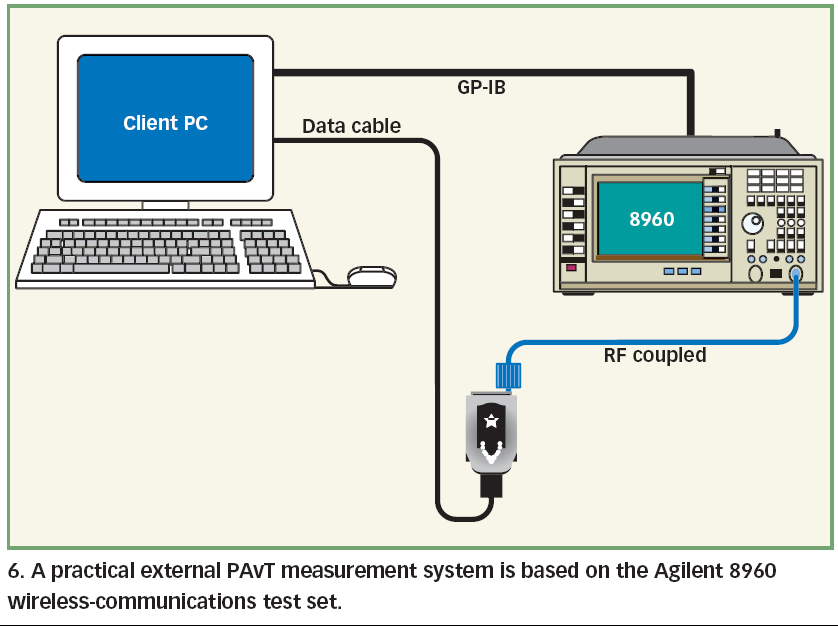 GP-IB
Client PC
Data cable
8960
RF coupled
6. A practical external PAvT measurement system is based on the Agilent 8960
wireless-communications test set.